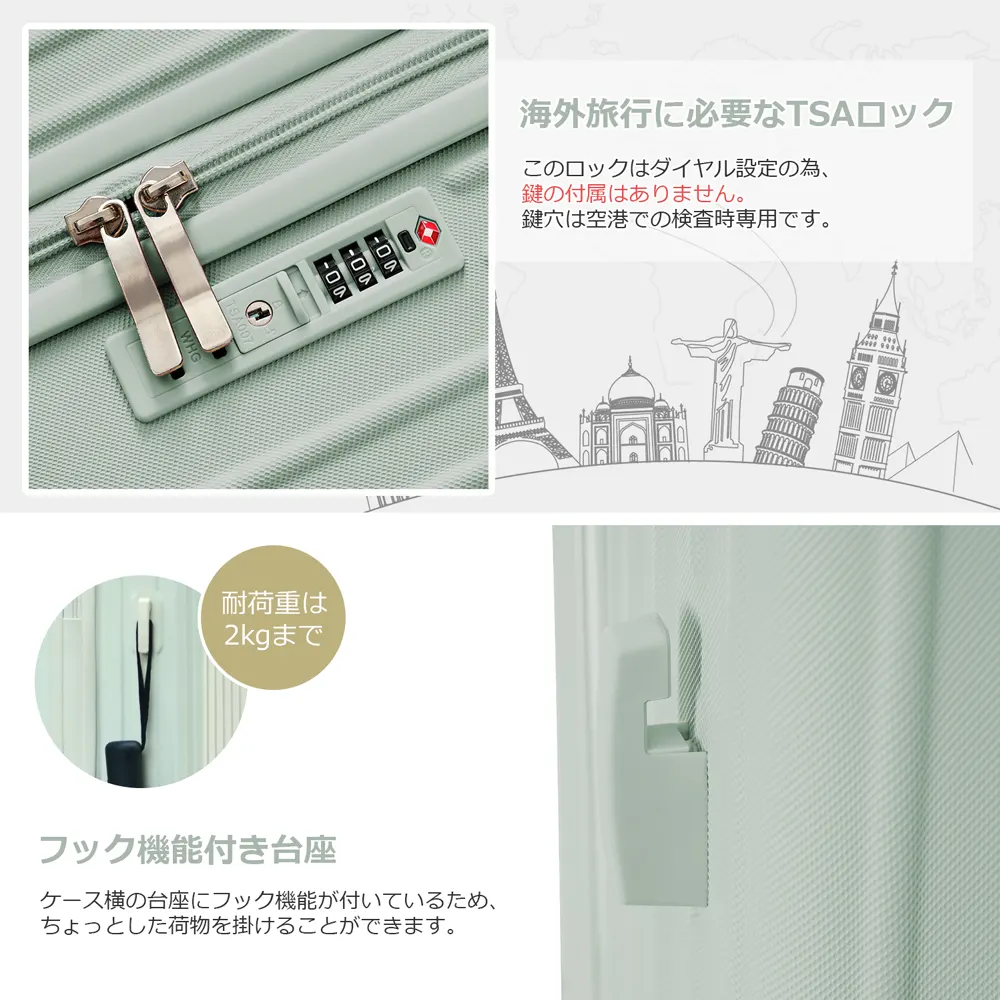 海外旅行に必要なTSAロック
このロックはダイヤル設定の為、
鍵の付属はありません。
鍵穴は空港での検査時専用です。
耐荷重は
2kgまで
フック機能付き台座
ケース横の台座にフック機能が付いているため、
ちょっとした荷物を掛けることができます。